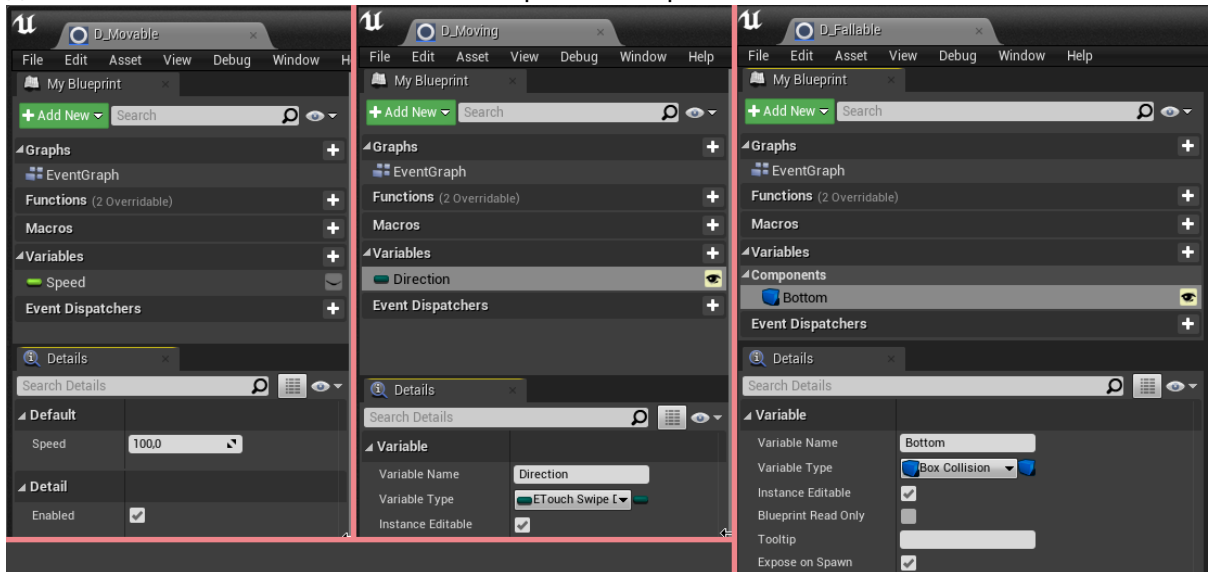 D_Movable
File Edit Asset View Debug Window H
My Blueprint
+ Add New Search
Graphs
EventGraph
Functions (2 Overridable)
Macros
Variables
Speed
Event Dispatchers
Details
Search Details
Default
Speed 100,0
Detail
Enabled
D_Moving
File Edit Asset View Debug Window Help
My Blueprint
+ Add New Search
Graphs
EventGraph
Functions (2 Overridable)
Macros
Variables
Direction
Event Dispatchers
Details
Search Details
Variable
Variable Name Direction
Variable Type ETouch Swipe
Instance Editable
D_Fallable
File Edit Asset View Debug Window Help
My Blueprint
+ Add New Search
Graphs
EventGraph
Functions (2 Overridable)
Macros
Variables
Components
Bottom
Event Dispatchers
Details
Search Details
Variable
Variable Name Bottom
Variable Type Box Collision
Instance Editable
Blueprint Read Only
Tooltip
Expose on Spawn